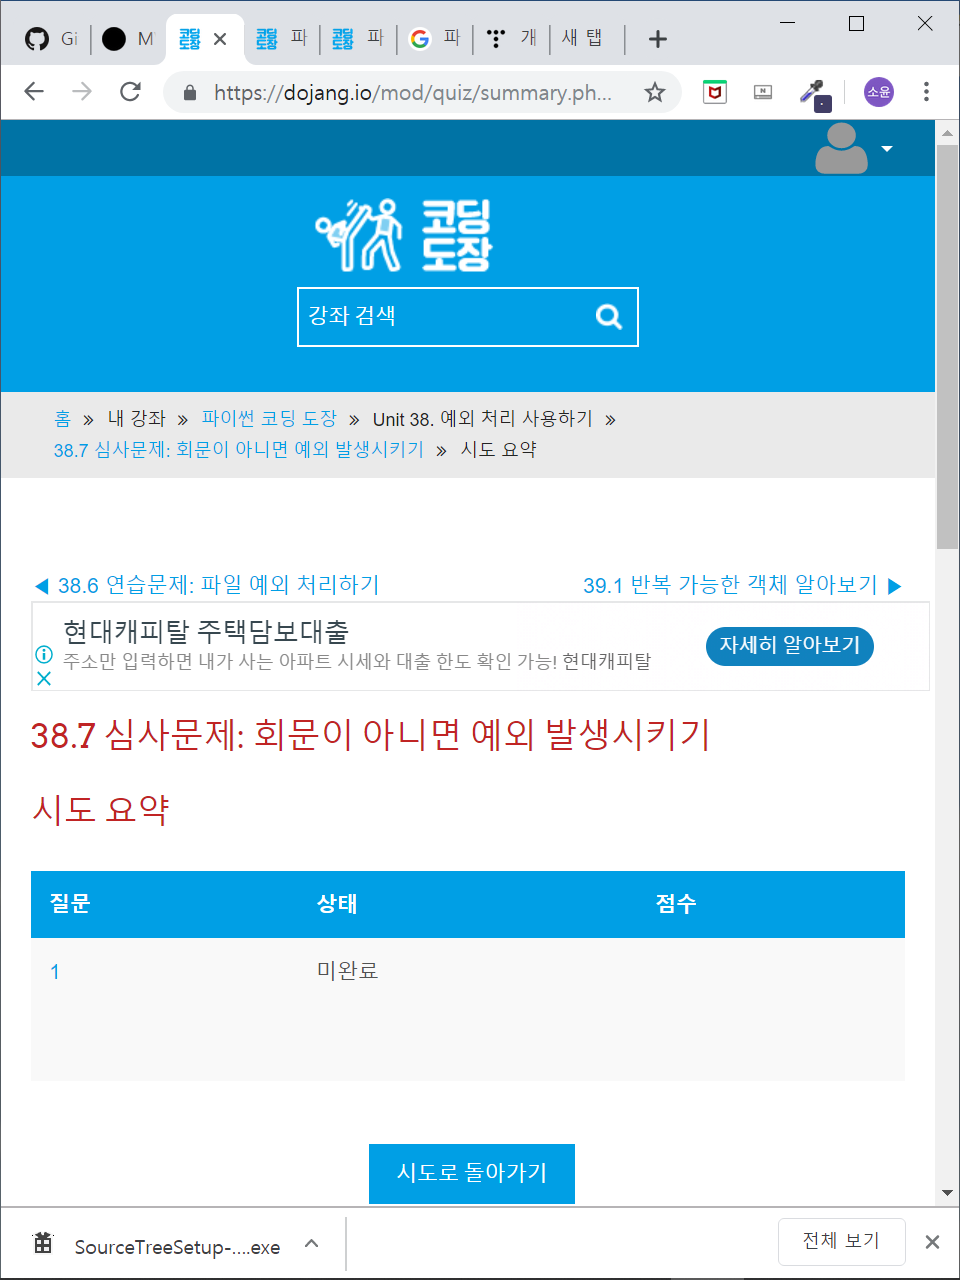 Gi
M
파
파
파
개
새 탭
https://dojang.io/mod/quiz/summary.ph...
소윤
코딩
도장
강좌 검색
홈 » 내 강좌 » 파이썬 코딩 도장 » Unit 38. 예외 처리 사용하기 »
38.7 심사문제: 회문이 아니면 예외 발생시키기 » 시도 요약
◀ 38.6 연습문제: 파일 예외 처리하기
39.1 반복 가능한 객체 알아보기 ▶
현대캐피탈 주택담보대출
주소만 입력하면 내가 사는 아파트 시세와 대출 한도 확인 가능! 현대캐피탈
자세히 알아보기
38.7 심사문제: 회문이 아니면 예외 발생시키기
시도 요약
질문 상태 점수
1 미완료
시도로 돌아가기
SourceTreeSetup-....exe
전체 보기